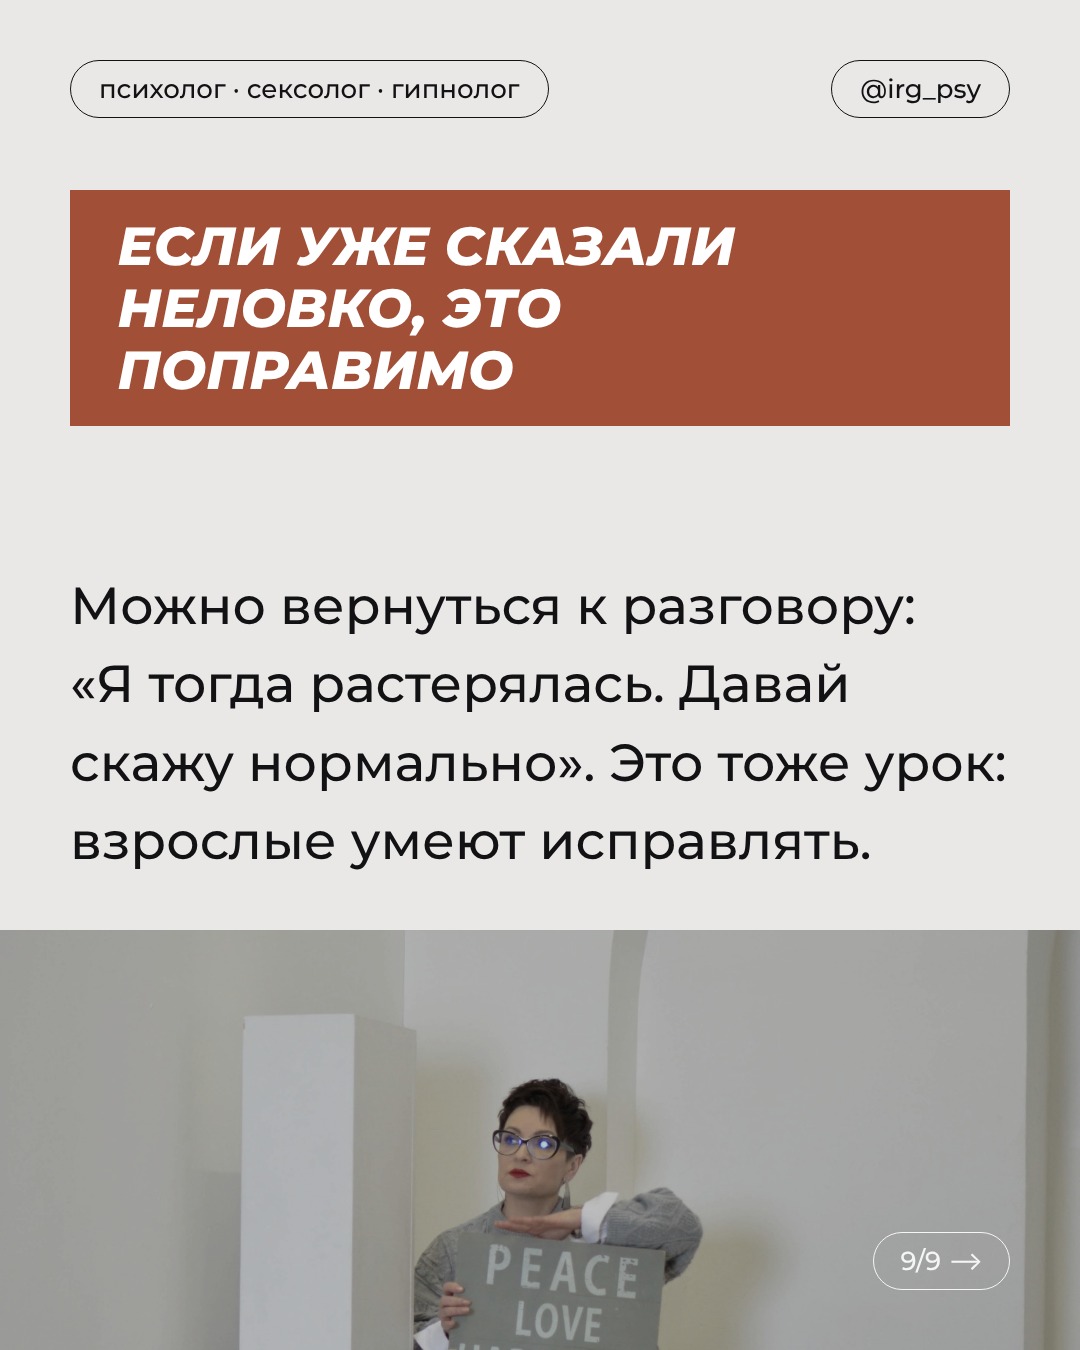 психолог · сексолог · гипнолог
@irg_psy
ЕСЛИ УЖЕ СКАЗАЛИ
НЕЛОВКО, ЭТО
ПОПРАВИМО
Можно вернуться к разговору:
«Я тогда растерялась. Давай
скажу нормально». Это тоже урок:
взрослые умеют исправлять.
PEACE
LOVE
9/9 →